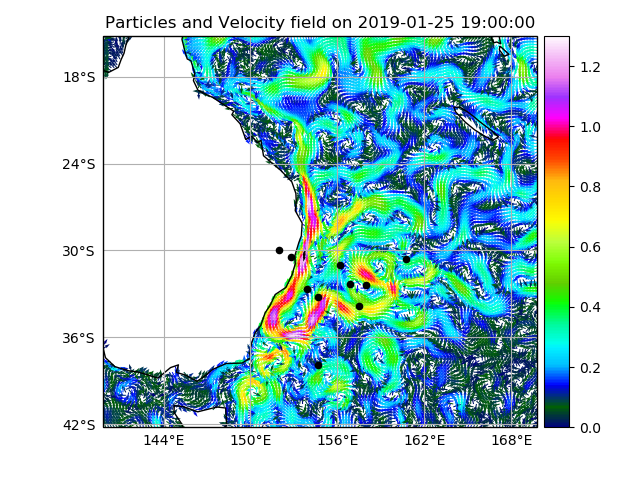 Particles and Velocity field on 2019-01-25 19:00:00
18°S
24°S
30°S
36°S
42°S
144°E 150°E 156°E 162°E 168°E
1.2
1.0
0.8
0.6
0.4
0.2
0.0